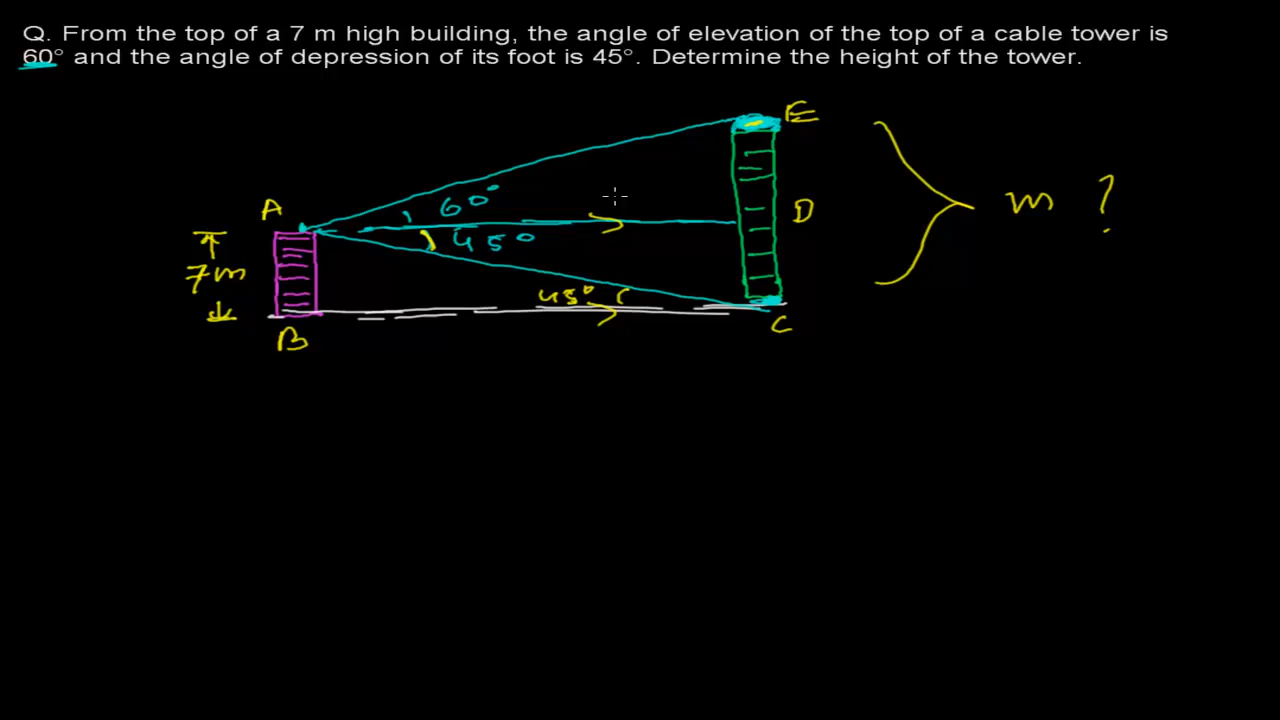 Q. From the top of a 7 m high building, the angle of elevation of the top of a cable tower is
60° and the angle of depression of its foot is 45°. Determine the height of the tower.
E
60°
A
m ?
D
45°
7m
45°
C
B